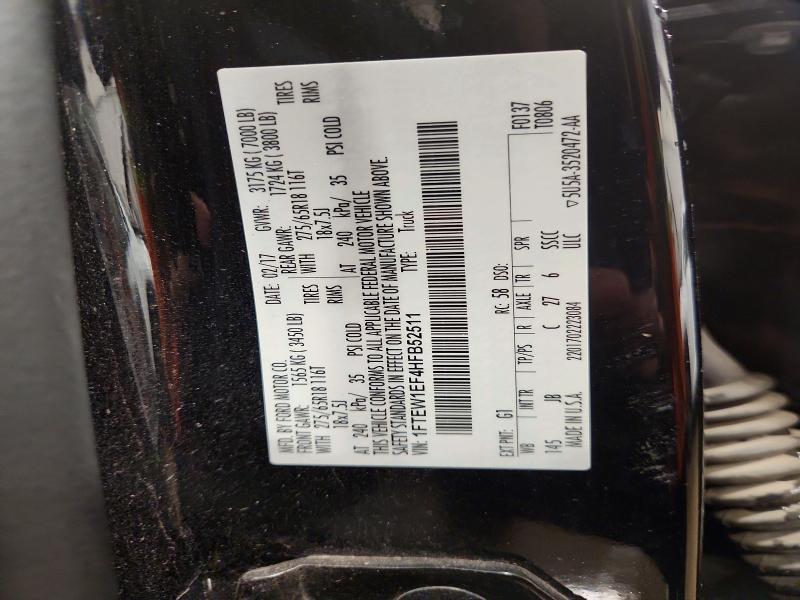 MFD. BY FORD MOTOR CO.
DATE: 02/17 GVWR: 3175 KG ( 7000 LB)
FRONT GAWR: 1565 KG ( 3450 LB) REAR GAWR: 1724 KG ( 3800 LB)
275/65R18 116T TIRES WITH 275/65R18 116T TIRES
18x7.5J RIMS 18x7.5J RIMS
AT 240 kPa/ 35 PSI COLD AT 240 kPa/ 35 PSI COLD
THIS VEHICLE CONFORMS TO ALL APPLICABLE FEDERAL MOTOR VEHICLE
SAFETY STANDARDS IN EFFECT ON THE DATE OF MANUFACTURE SHOWN ABOVE.
VIN: 1FTEW1EF4HFB52511 TYPE: Truck
EXT PNT: G1 RC: 58 DSO: F0137
T0806
WB INT TR TP/PS R AXLE TR SPR
145 JB C 27 6 SSCC
MADE IN U.S.A. 2201702223084 ULC ▽5U5A-3520472-AA